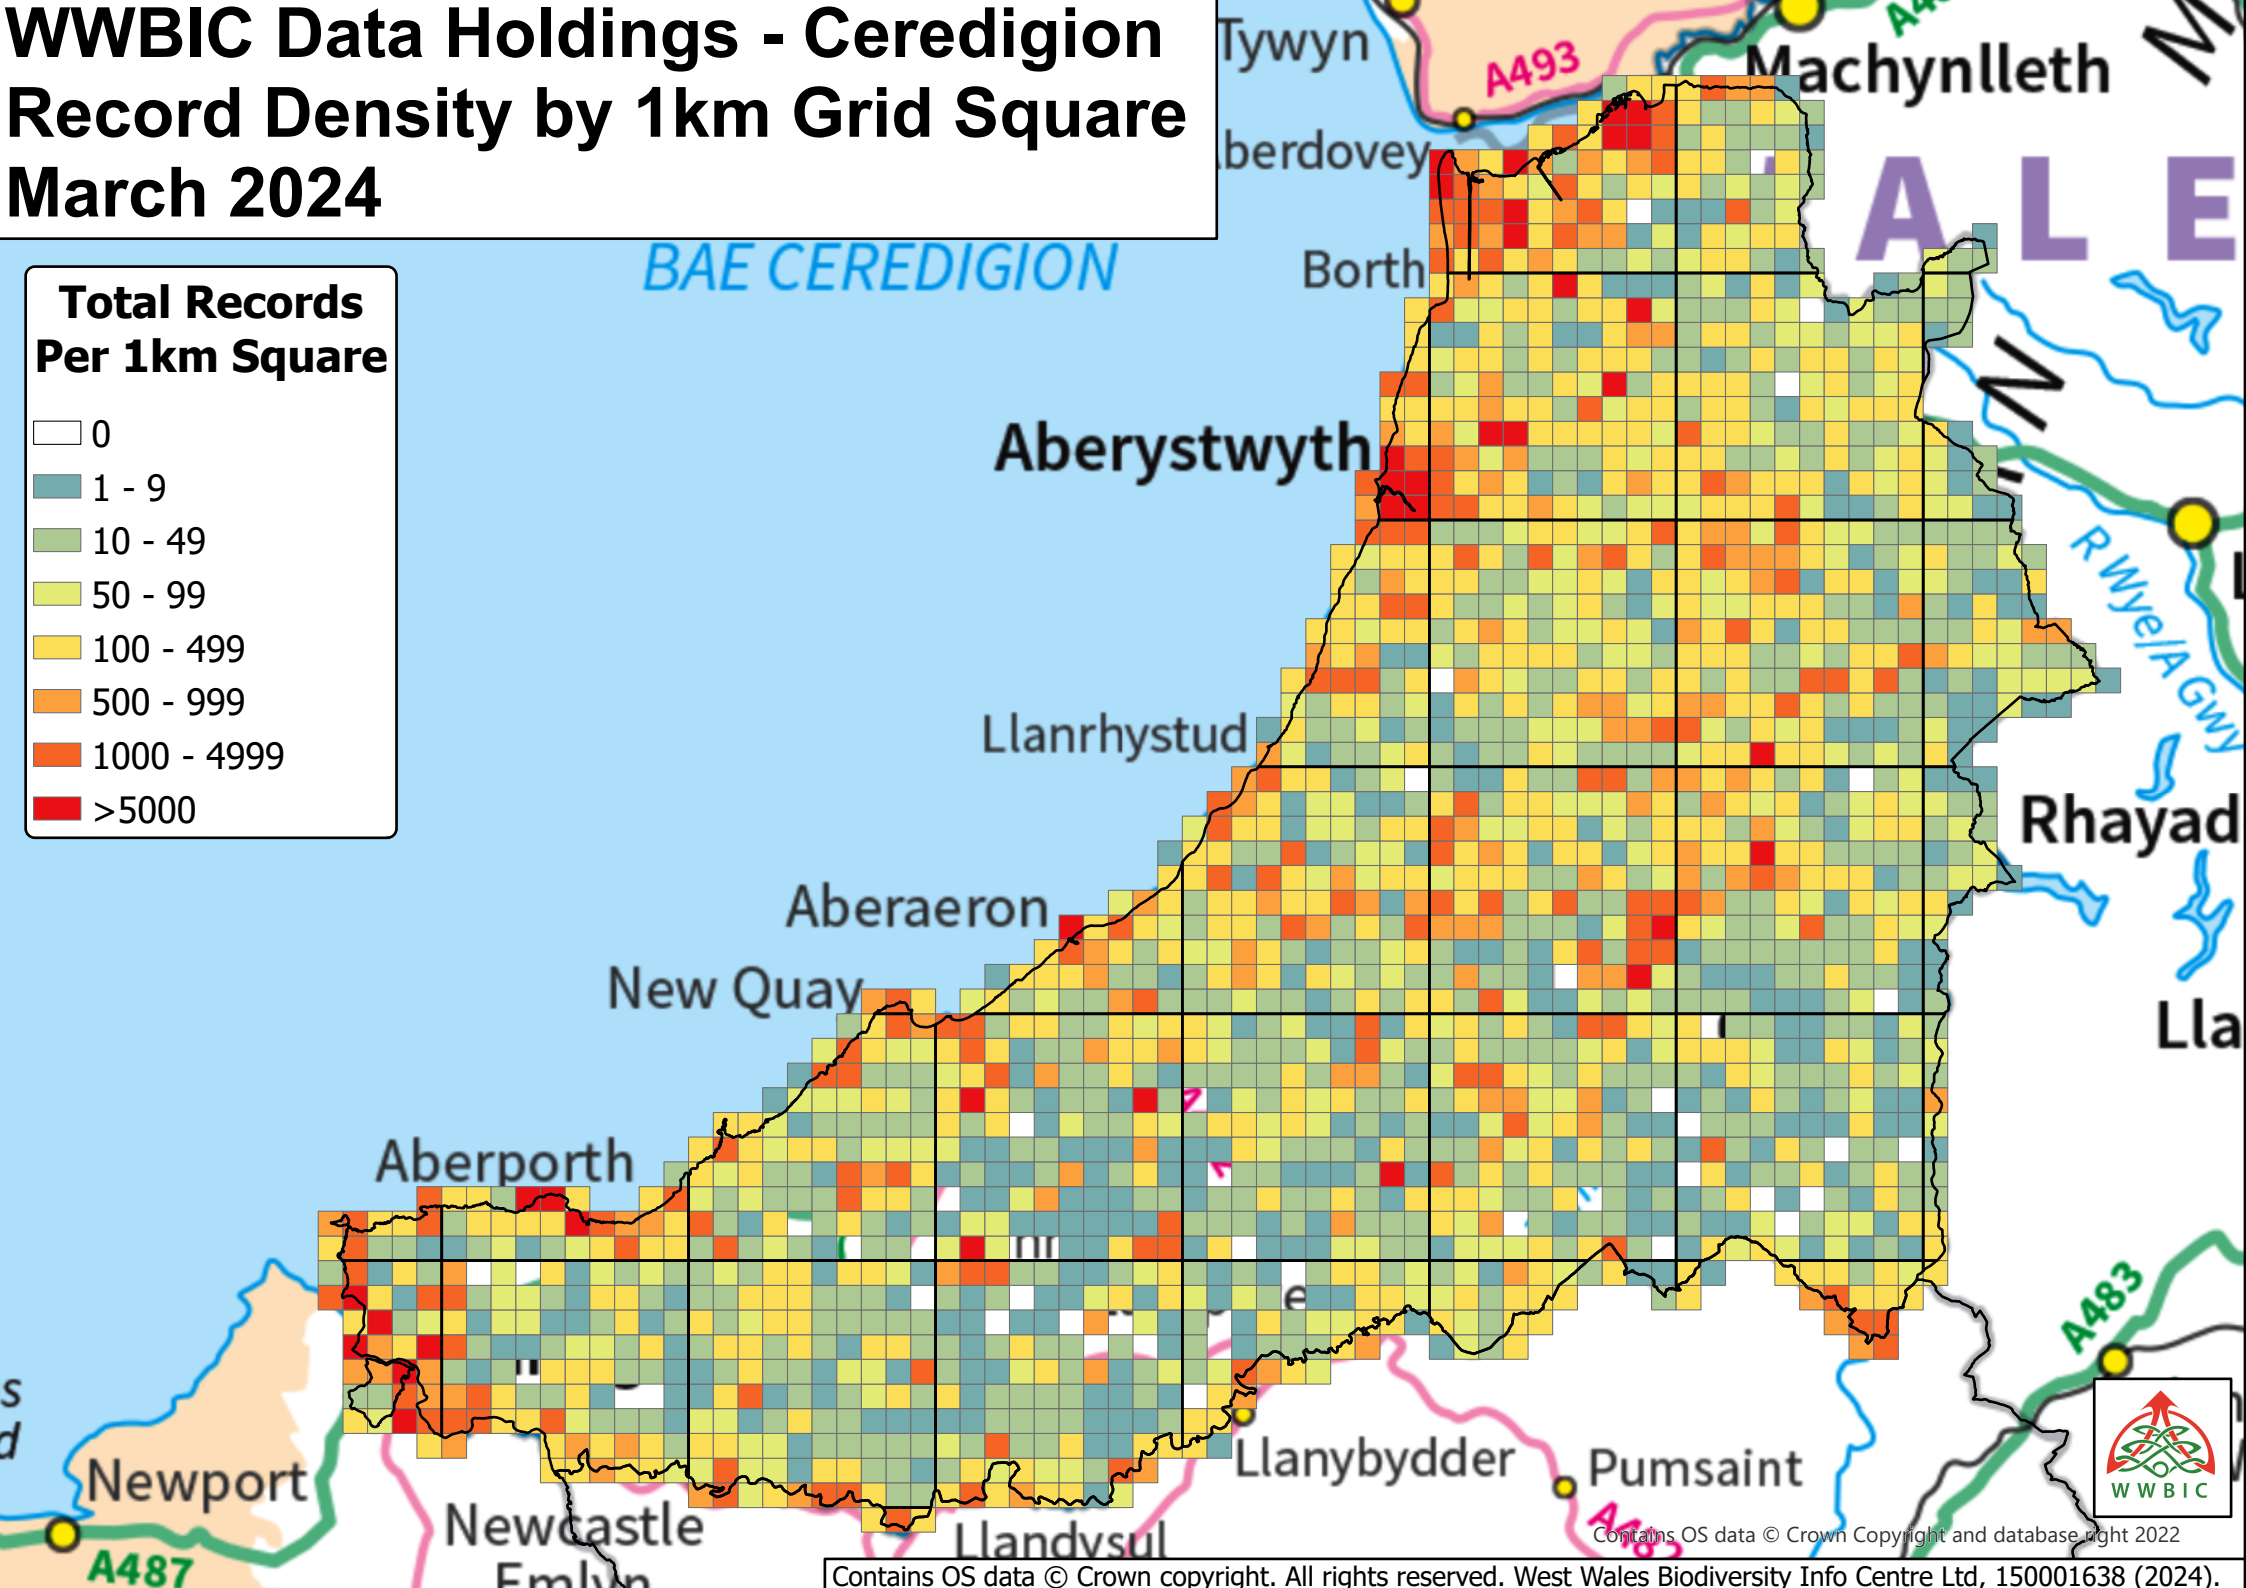 WWBIC Data Holdings - Ceredigion
Record Density by 1km Grid Square
March 2024
Total Records
Per 1km Square
0
1 - 9
10 - 49
50 - 99
100 - 499
500 - 999
1000 - 4999
>5000
BAE CEREDIGION
Tywyn
A493
Machynlleth
berdovey
A L E
Borth
N
Aberystwyth
R Wye/A Gwy
Llanrhystud
Rhayad
Aberaeron
New Quay
Lla
Aberporth
A483
Newport
A487
Newcastle
Emlyn
Llandysul
Llanybydder
Pumsaint
WWBIC
Contains OS data © Crown Copyright and database right 2022
Contains OS data © Crown copyright. All rights reserved. West Wales Biodiversity Info Centre Ltd, 150001638 (2024).